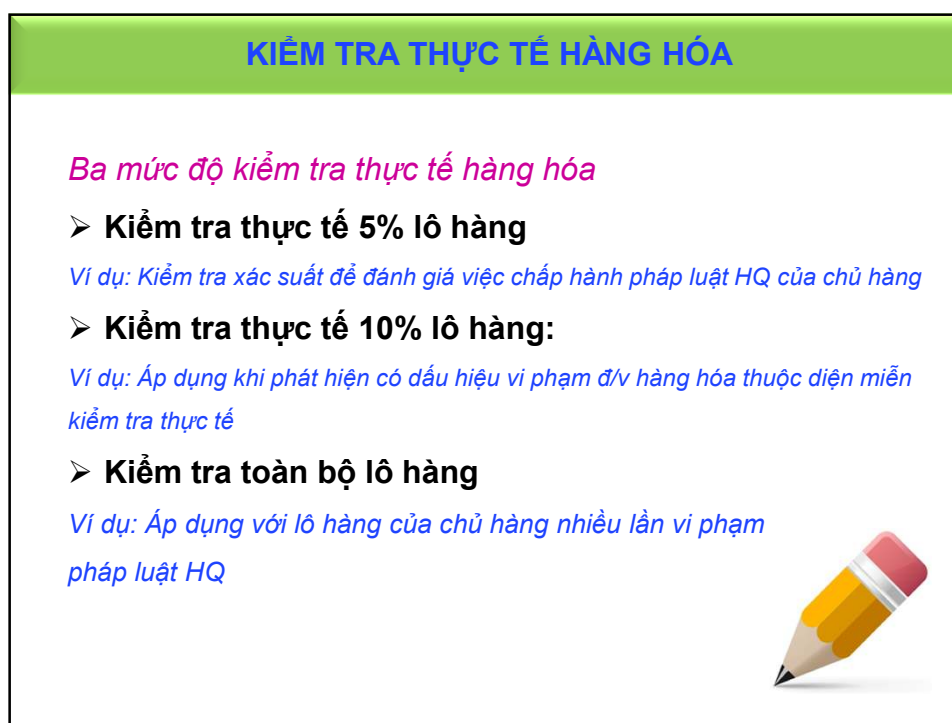 KIỂM TRA THỰC TẾ HÀNG HÓA
Ba mức độ kiểm tra thực tế hàng hóa
➢ Kiểm tra thực tế 5% lô hàng
Ví dụ: Kiểm tra xác suất để đánh giá việc chấp hành pháp luật HQ của chủ hàng
➢ Kiểm tra thực tế 10% lô hàng:
Ví dụ: Áp dụng khi phát hiện có dấu hiệu vi phạm đ/v hàng hóa thuộc diện miễn
kiểm tra thực tế
➢ Kiểm tra toàn bộ lô hàng
Ví dụ: Áp dụng với lô hàng của chủ hàng nhiều lần vi phạm
pháp luật HQ